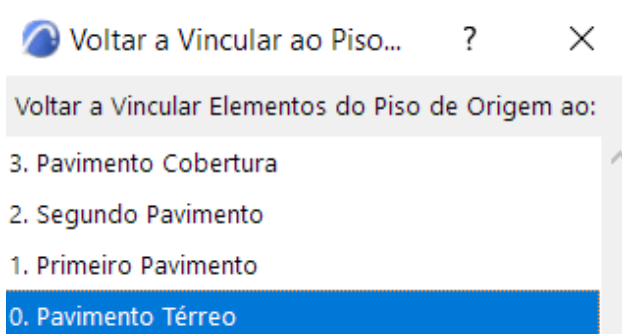 Voltar a Vincular ao Piso... ? ×
Voltar a Vincular Elementos do Piso de Origem ao:
3. Pavimento Cobertura
2. Segundo Pavimento
1. Primeiro Pavimento
0. Pavimento Térreo